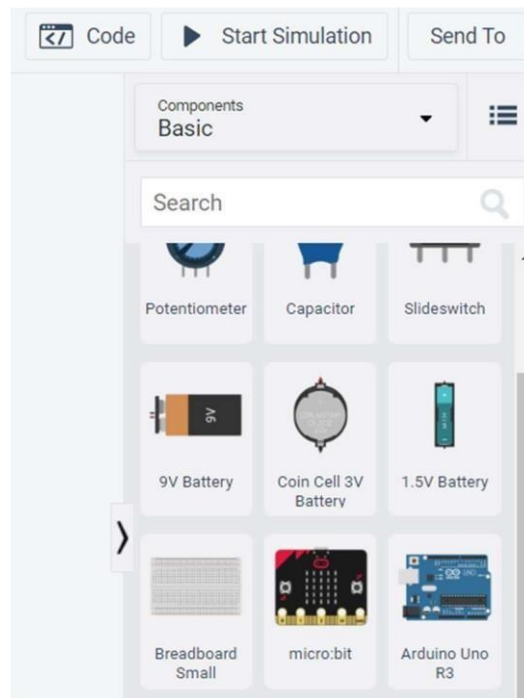 Code
Start Simulation
Send To
Components
Basic
Search
Potentiometer
Capacitor
Slideswitch
9V
9V Battery
Coin Cell 3V
Battery
1.5V Battery
Breadboard
Small
micro:bit
Arduino Uno
R3